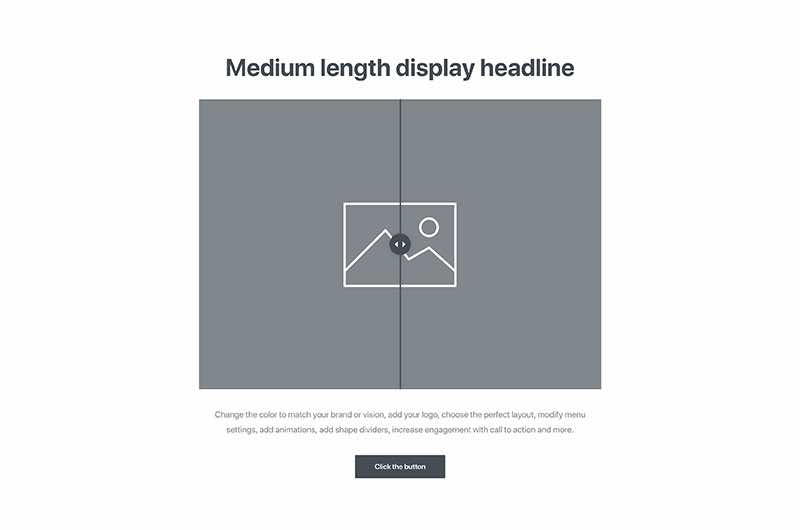 Medium length display headline
Change the color to match your brand or vision, add your logo, choose the perfect layout, modify menu
settings, add animations, add shape dividers, increase engagement with call to action and more.
Click the button